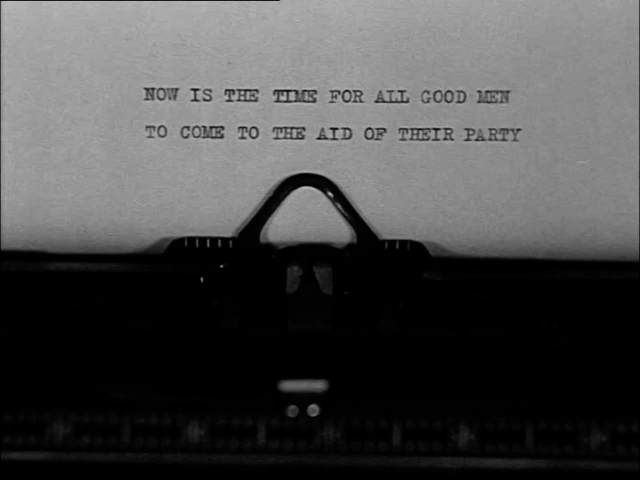 NOW IS THE TIME FOR ALL GOOD MEN
TO COME TO THE AID OF THEIR PARTY